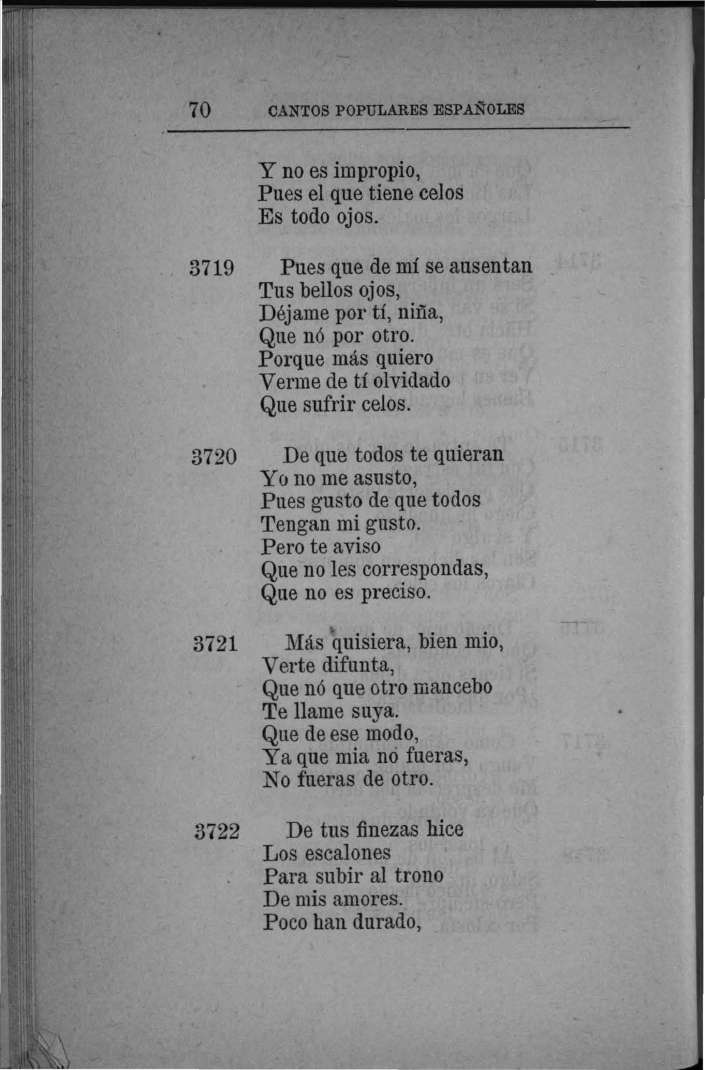 70 CANTOS POPULARES ESPAÑOLES
Y no es impropio,
Pues el que tiene celos
Es todo ojos.
3719 Pues que de mí se ausentan
Tus bellos ojos,
Déjame por tí, niña,
Que nó por otro.
Porque más quiero
Verme de tí olvidado
Que sufrir celos.
3720 De que todos te quieran
Yo no me asusto,
Pues gusto de que todos
Tengan mi gusto.
Pero te aviso
Que no les correspondas,
Que no es preciso.
3721 Más quisiera, bien mio,
Verte difunta,
Que nó que otro mancebo
Te llame suya.
Que de ese modo,
Ya que mia no fueras,
No fueras de otro.
3722 De tus finezas hice
Los escalones
Para subir al trono
De mis amores.
Poco han durado,